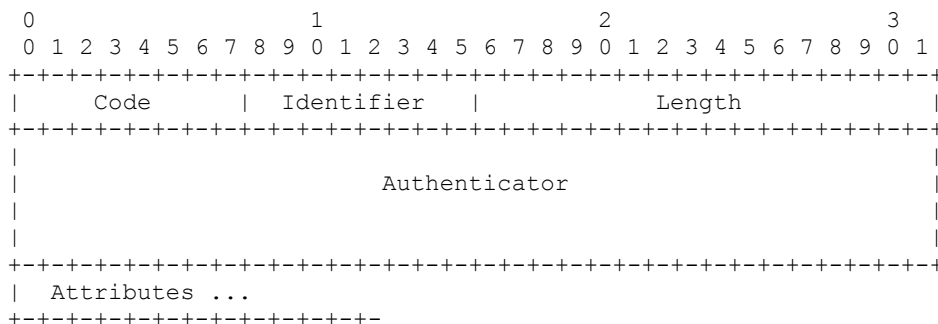 0                   1                   2                   3
 0 1 2 3 4 5 6 7 8 9 0 1 2 3 4 5 6 7 8 9 0 1 2 3 4 5 6 7 8 9 0 1
+-+-+-+-+-+-+-+-+-+-+-+-+-+-+-+-+-+-+-+-+-+-+-+-+-+-+-+-+-+-+-+-+
|     Code      |  Identifier   |            Length             |
+-+-+-+-+-+-+-+-+-+-+-+-+-+-+-+-+-+-+-+-+-+-+-+-+-+-+-+-+-+-+-+-+
|                                                               |
|                         Authenticator                         |
|                                                               |
|                                                               |
+-+-+-+-+-+-+-+-+-+-+-+-+-+-+-+-+-+-+-+-+-+-+-+-+-+-+-+-+-+-+-+-+
|  Attributes ...
+-+-+-+-+-+-+-+-+-+-+-+-+-